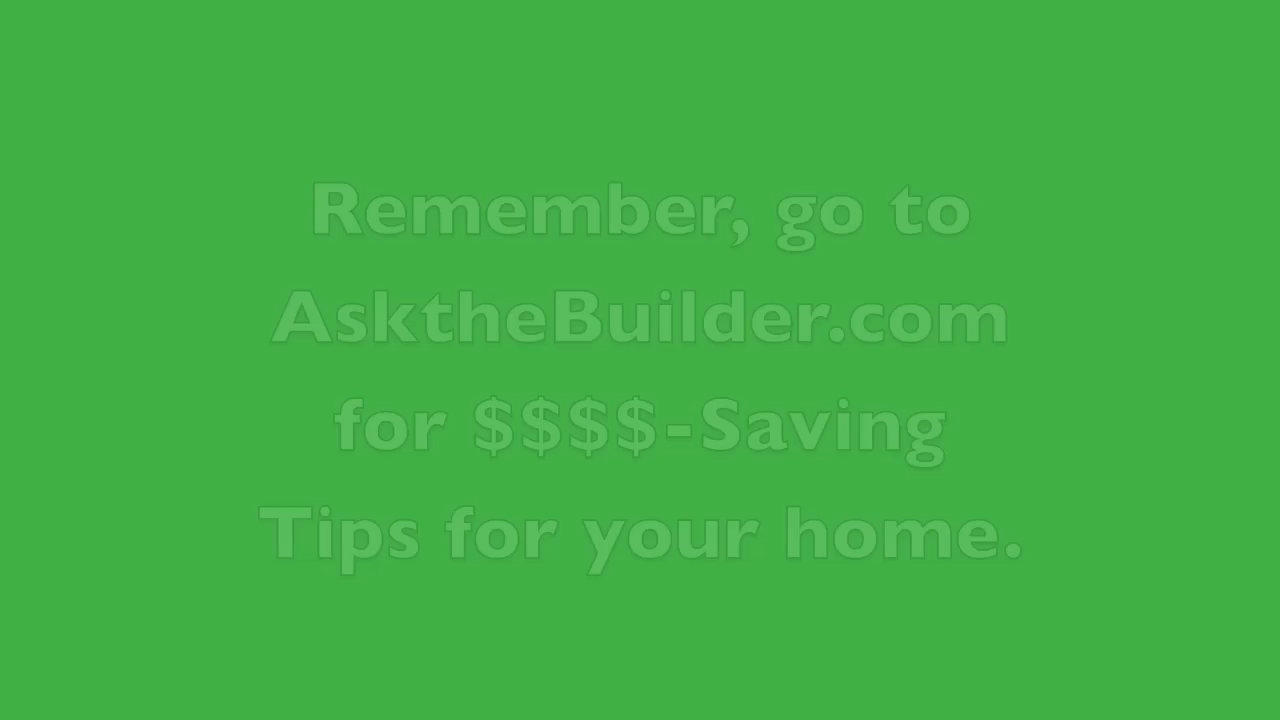 Remember, go to
AsktheBuilder.com
for $$$$-Saving
Tips for your home.